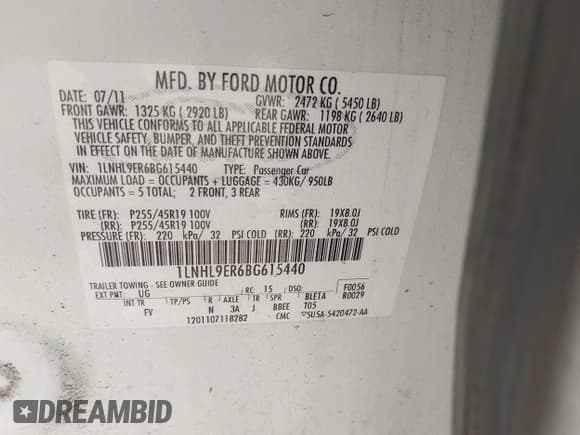 MFD. BY FORD MOTOR CO.
DATE: 07/11 GVWR: 2472 KG ( 5450 LB)
FRONT GAWR: 1325 KG ( 2920 LB) REAR GAWR: 1198 KG ( 2640 LB)
THIS VEHICLE CONFORMS TO ALL APPLICABLE FEDERAL MOTOR
VEHICLE SAFETY, BUMPER, AND THEFT PREVENTION STANDARDS
IN EFFECT ON THE DATE OF MANUFACTURE SHOWN ABOVE.
VIN: 1LNHL9ER6BG615440 TYPE: Passenger Car
MAXIMUM LOAD = OCCUPANTS + LUGGAGE = 430KG/ 950LB
OCCUPANTS = 5 TOTAL; 2 FRONT, 3 REAR
TIRE (FR): P255/45R19 100V RIMS (FR): 19X8.0J
(RR): P255/45R19 100V (RR): 19X8.0J
PRESSURE (FR): 220 kPa/ 32 PSI COLD (RR): 220 kPa/ 32 PSI COLD
1LNHL9ER6BG615440
TRAILER TOWING - SEE OWNER GUIDE F0056
EXT PNT: UG RC: 15 DSO: R0029
INT TR TP/PS R AXLE TR SPR BLETA
FV N 3A J BBEE T05
1201107118282 CMC SU5A-5420472-AA
DREAMBID